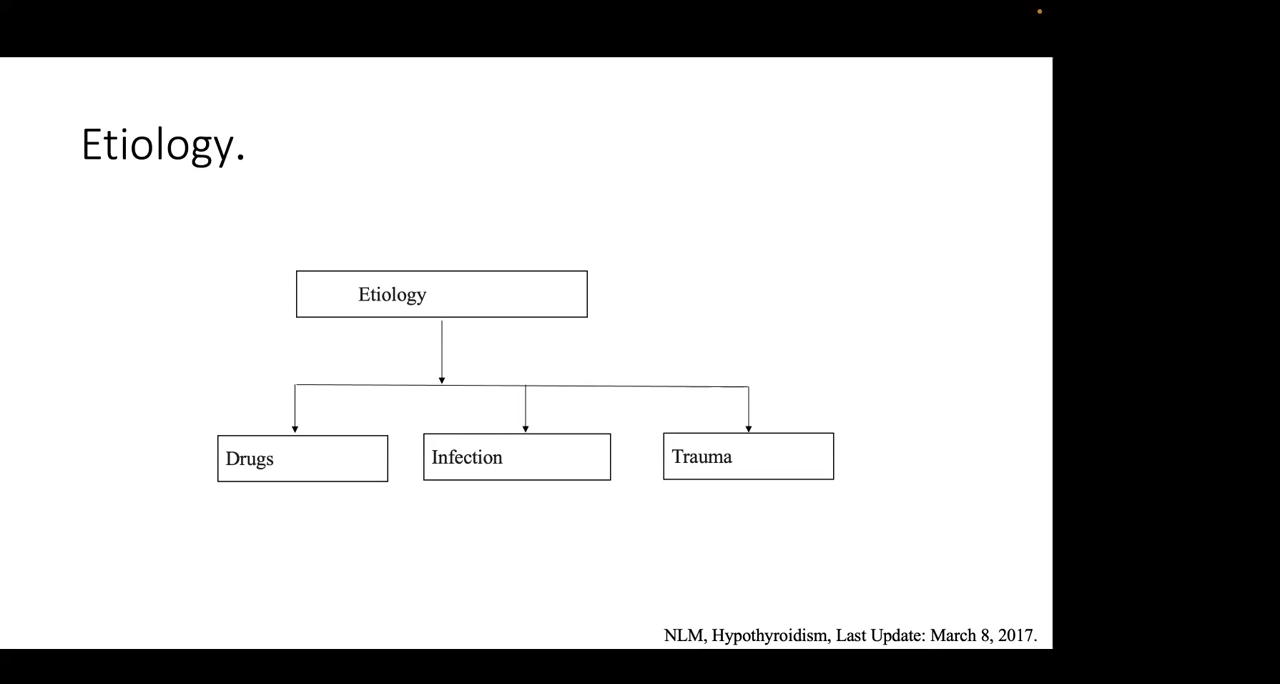 Etiology.
Etiology
Drugs
Infection
Trauma
NLM, Hypothyroidism, Last Update: March 8, 2017.